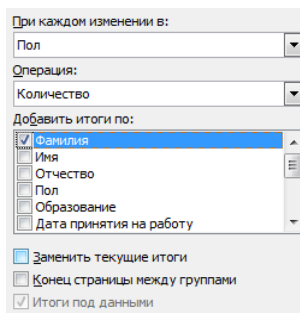 При каждом изменении в:
Пол
Операция:
Количество
Добавить итоги по:
Фамилия
Имя
Отчество
Пол
Образование
Дата принятия на работу
Заменить текущие итоги
Конец страницы между группами
Итоги под данными